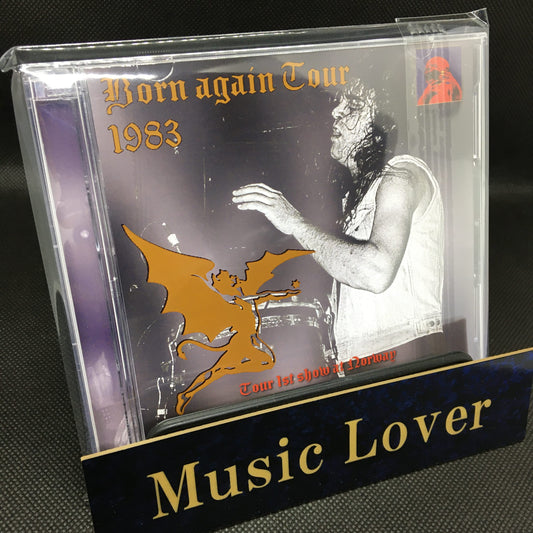 Born again Tour
1983
Tour 1st show at Norway
Music Lover